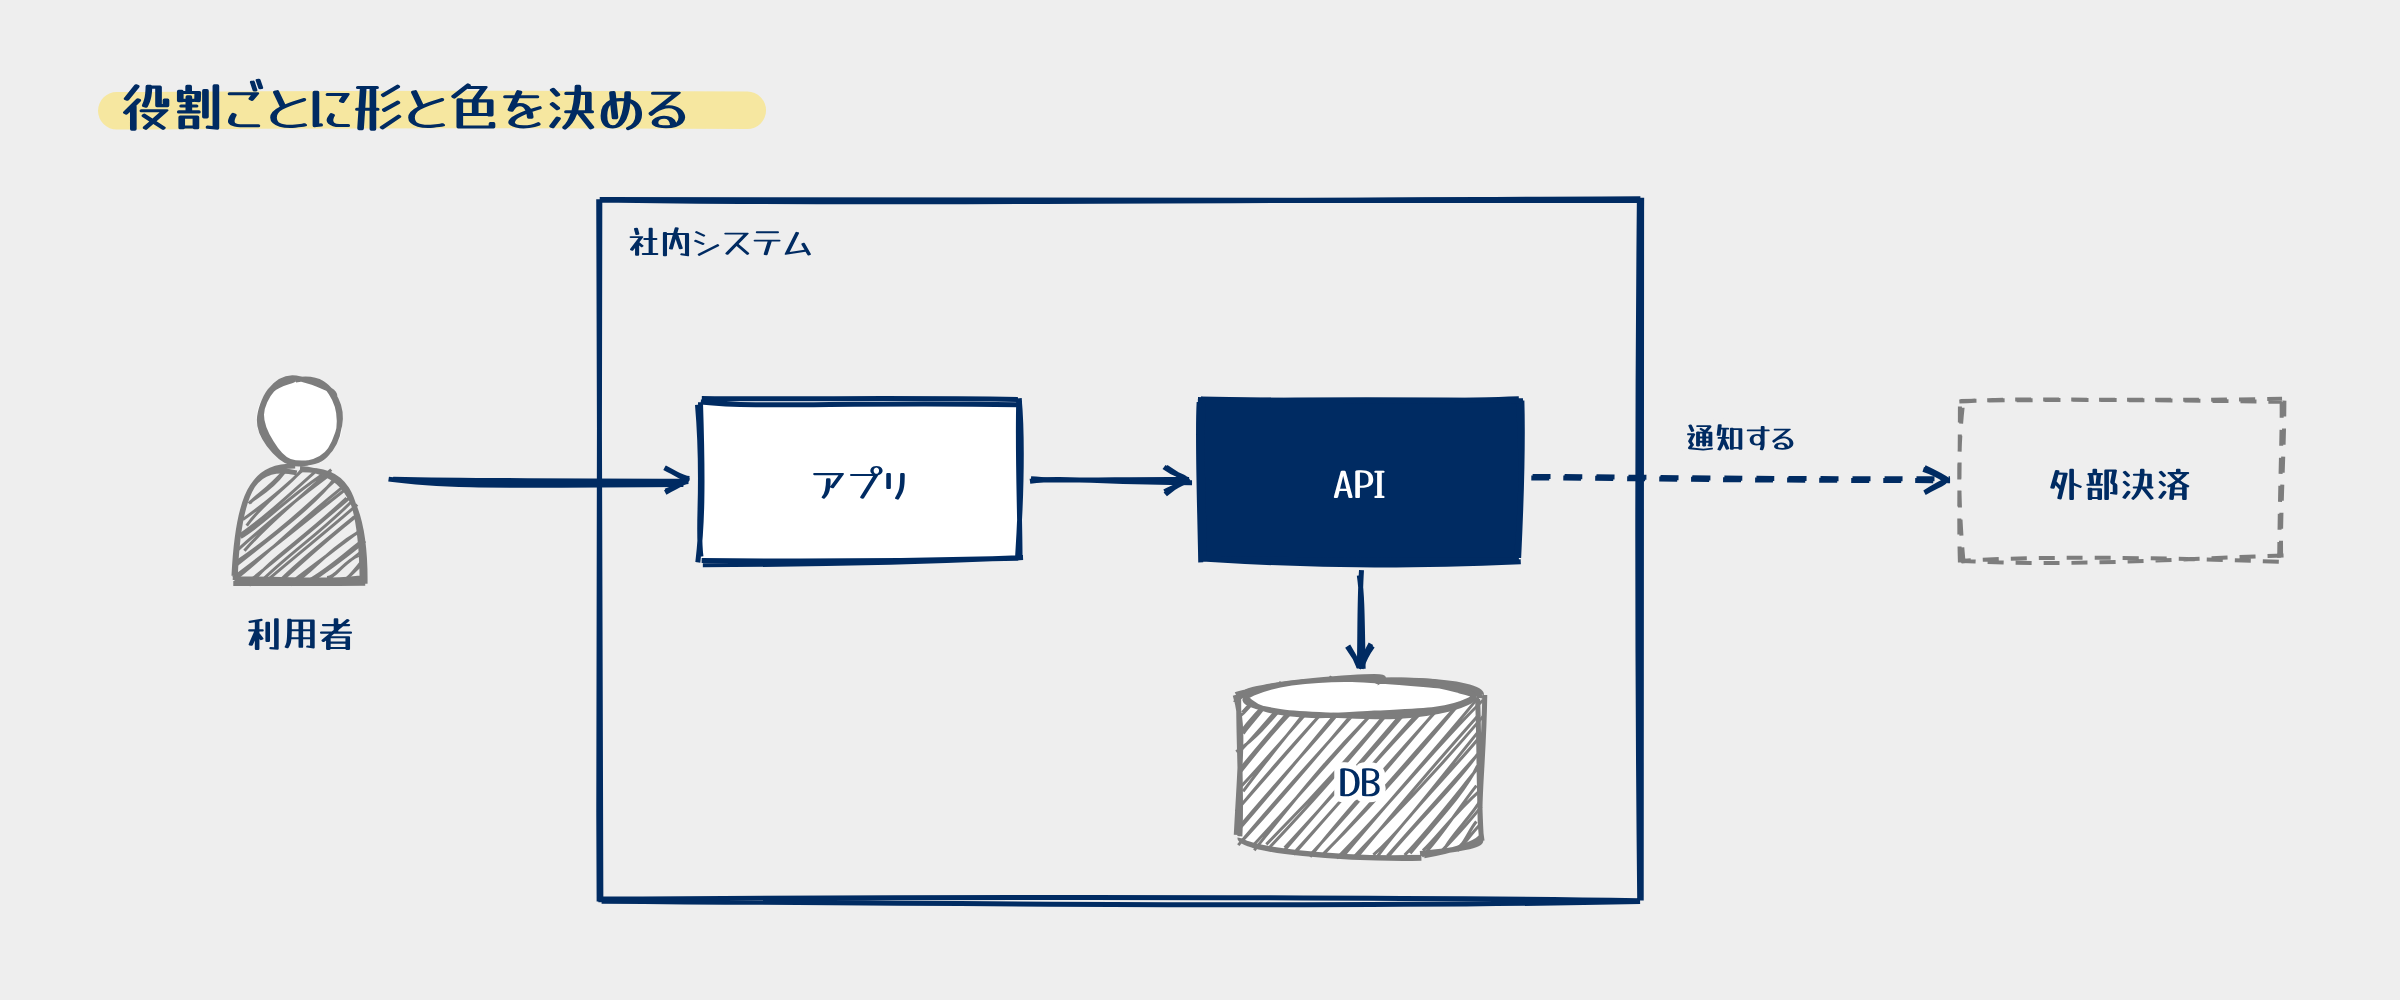 役割ごとに形と色を決める
社内システム
通知する
アプリ
API
外部決済
利用者
DB